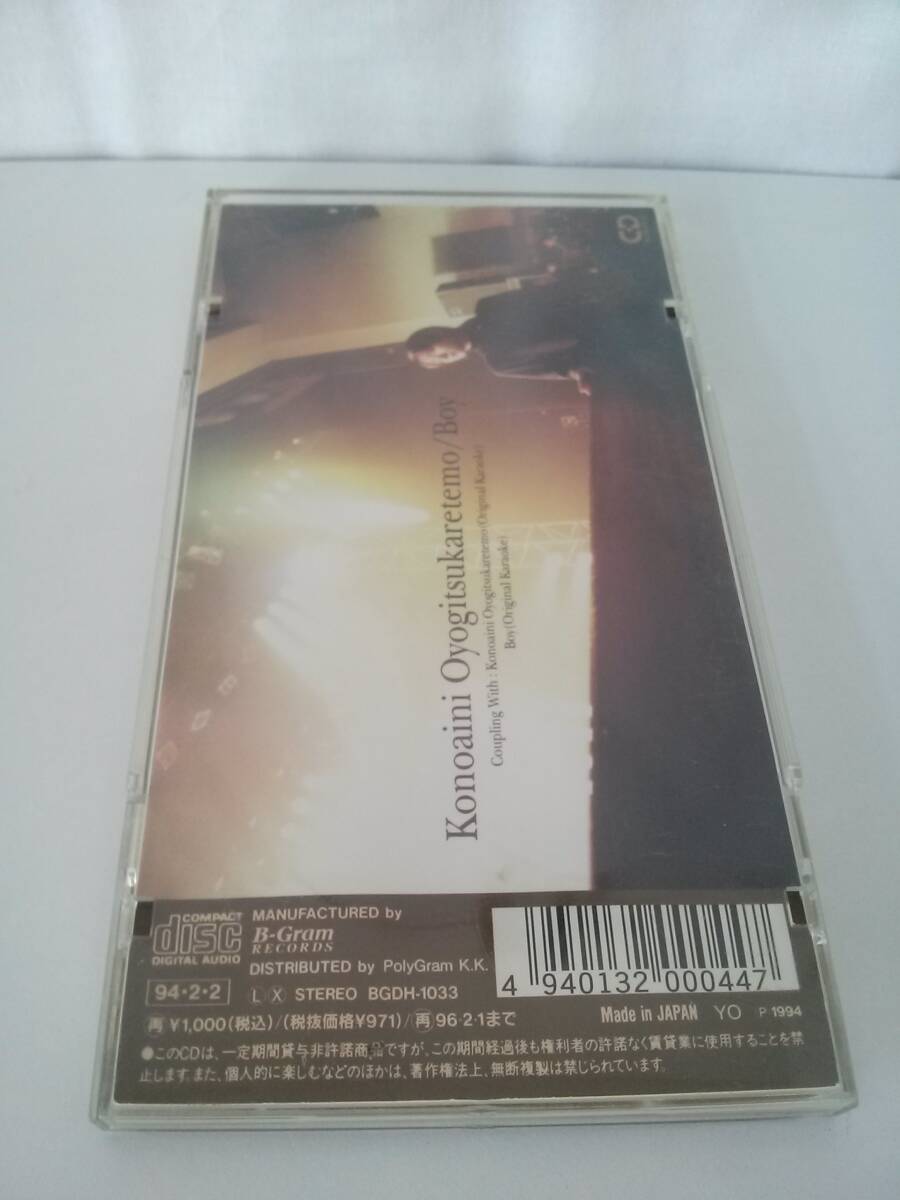 Konoaini Oyogitsukaretemo/Boy
Coupling With : Konoaini Oyogitsukaretemo (Original Karaoke)
Boy (Original Karaoke)
COMPACT
disc
DIGITAL AUDIO
MANUFACTURED by
B-Gram
RECORDS
DISTRIBUTED by PolyGram K.K.
4 940132 000447
94・2・2
Ⓛ Ⓧ STEREO BGDH-1033
Made in JAPAN YO Ⓟ 1994
㊢ ¥1,000(税込)/(税抜価格¥971)/㊢96・2・1まで
●このCDは、一定期間貸与非許諾商品ですが、この期間経過後も権利者の許諾なく賃貸業に使用することを禁
止します。また、個人的に楽しむなどのほかは、著作権法上、無断複製は禁じられています。